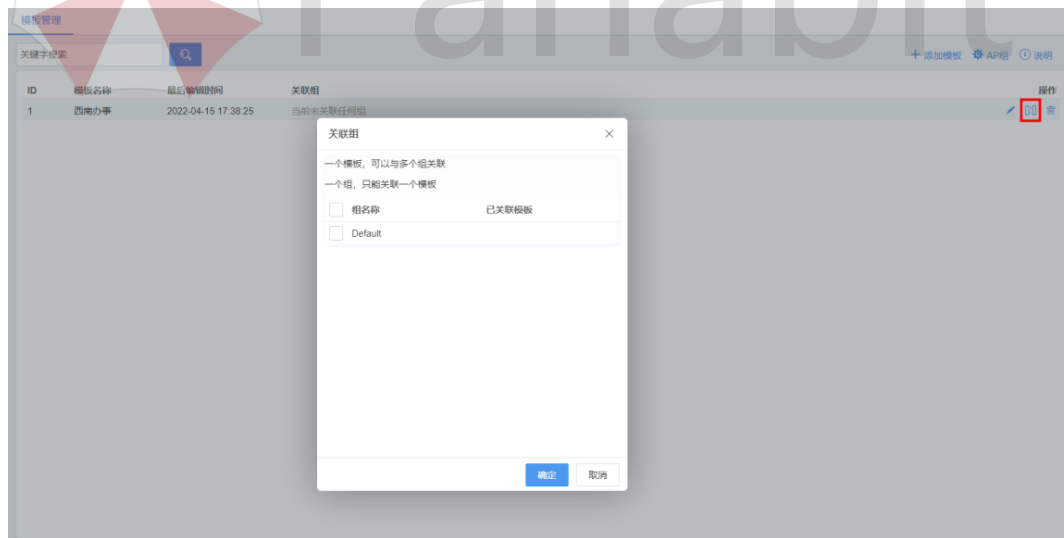 Panabit
模板管理
关键字搜索
添加模板 AP组 说明
ID 模板名称 最后编辑时间 关联组 操作
1 西南办事 2022-04-15 17:38:25 当前未关联任何组
关联组
一个模板，可以与多个组关联
一个组，只能关联一个模板
组名称 已关联模板
Default
确定 取消